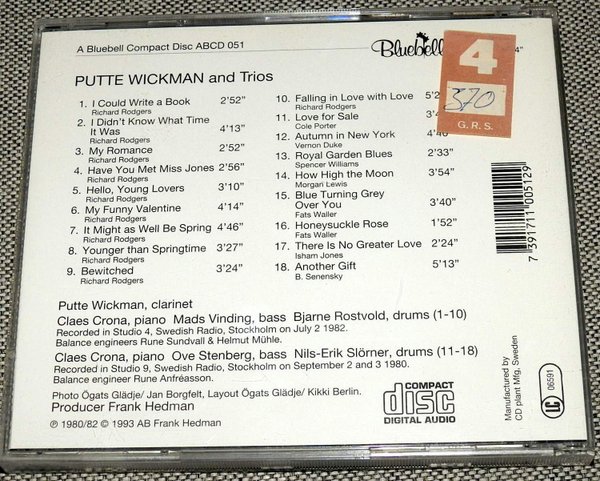 A Bluebell Compact Disc ABCD 051
Bluebell
4"
4
370
G.R.S.
PUTTE WICKMAN and Trios
1. I Could Write a Book 2'52"
Richard Rodgers
2. I Didn't Know What Time
It Was 4'13"
Richard Rodgers
3. My Romance 2'52"
Richard Rodgers
4. Have You Met Miss Jones 2'56"
Richard Rodgers
5. Hello, Young Lovers 3'10"
Richard Rodgers
6. My Funny Valentine 4'14"
Richard Rodgers
7. It Might as Well Be Spring 4'46"
Richard Rodgers
8. Younger than Springtime 3'27"
Richard Rodgers
9. Bewitched 3'24"
Richard Rodgers
10. Falling in Love with Love 5'2
Richard Rodgers
11. Love for Sale 3'4
Cole Porter
12. Autumn in New York 4'40"
Vernon Duke
13. Royal Garden Blues 2'33"
Spencer Williams
14. How High the Moon 3'54"
Morgan Lewis
15. Blue Turning Grey
Over You 3'40"
Fats Waller
16. Honeysuckle Rose 1'52"
Fats Waller
17. There Is No Greater Love 2'24"
Isham Jones
18. Another Gift 5'13"
B. Senensky
Putte Wickman, clarinet
Claes Crona, piano Mads Vinding, bass Bjarne Rostvold, drums (1-10)
Recorded in Studio 4, Swedish Radio, Stockholm on July 2 1982.
Balance engineers Rune Sundvall & Helmut Mühle.
Claes Crona, piano Ove Stenberg, bass Nils-Erik Slörner, drums (11-18)
Recorded in Studio 9, Swedish Radio, Stockholm on September 2 and 3 1980.
Balance engineer Rune Anfréasson.
Photo Ögats Glädje/ Jan Borgfelt, Layout Ögats Glädje/ Kikki Berlin.
Producer Frank Hedman
℗ 1980/82 © 1993 AB Frank Hedman
COMPACT
disc
DIGITAL AUDIO
Manufactured by
CD plant Mfg, Sweden
LC 06591
7 391711 005129